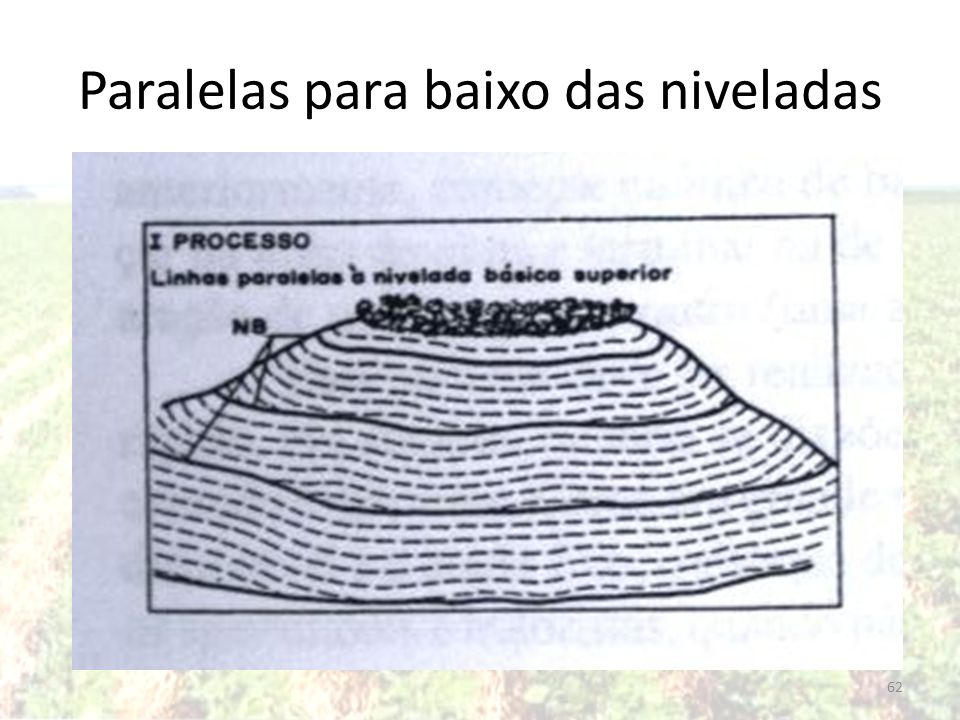 Paralelas para baixo das niveladas
I PROCESSO
Linhas paralelas à nivelada básica superior
NB
62